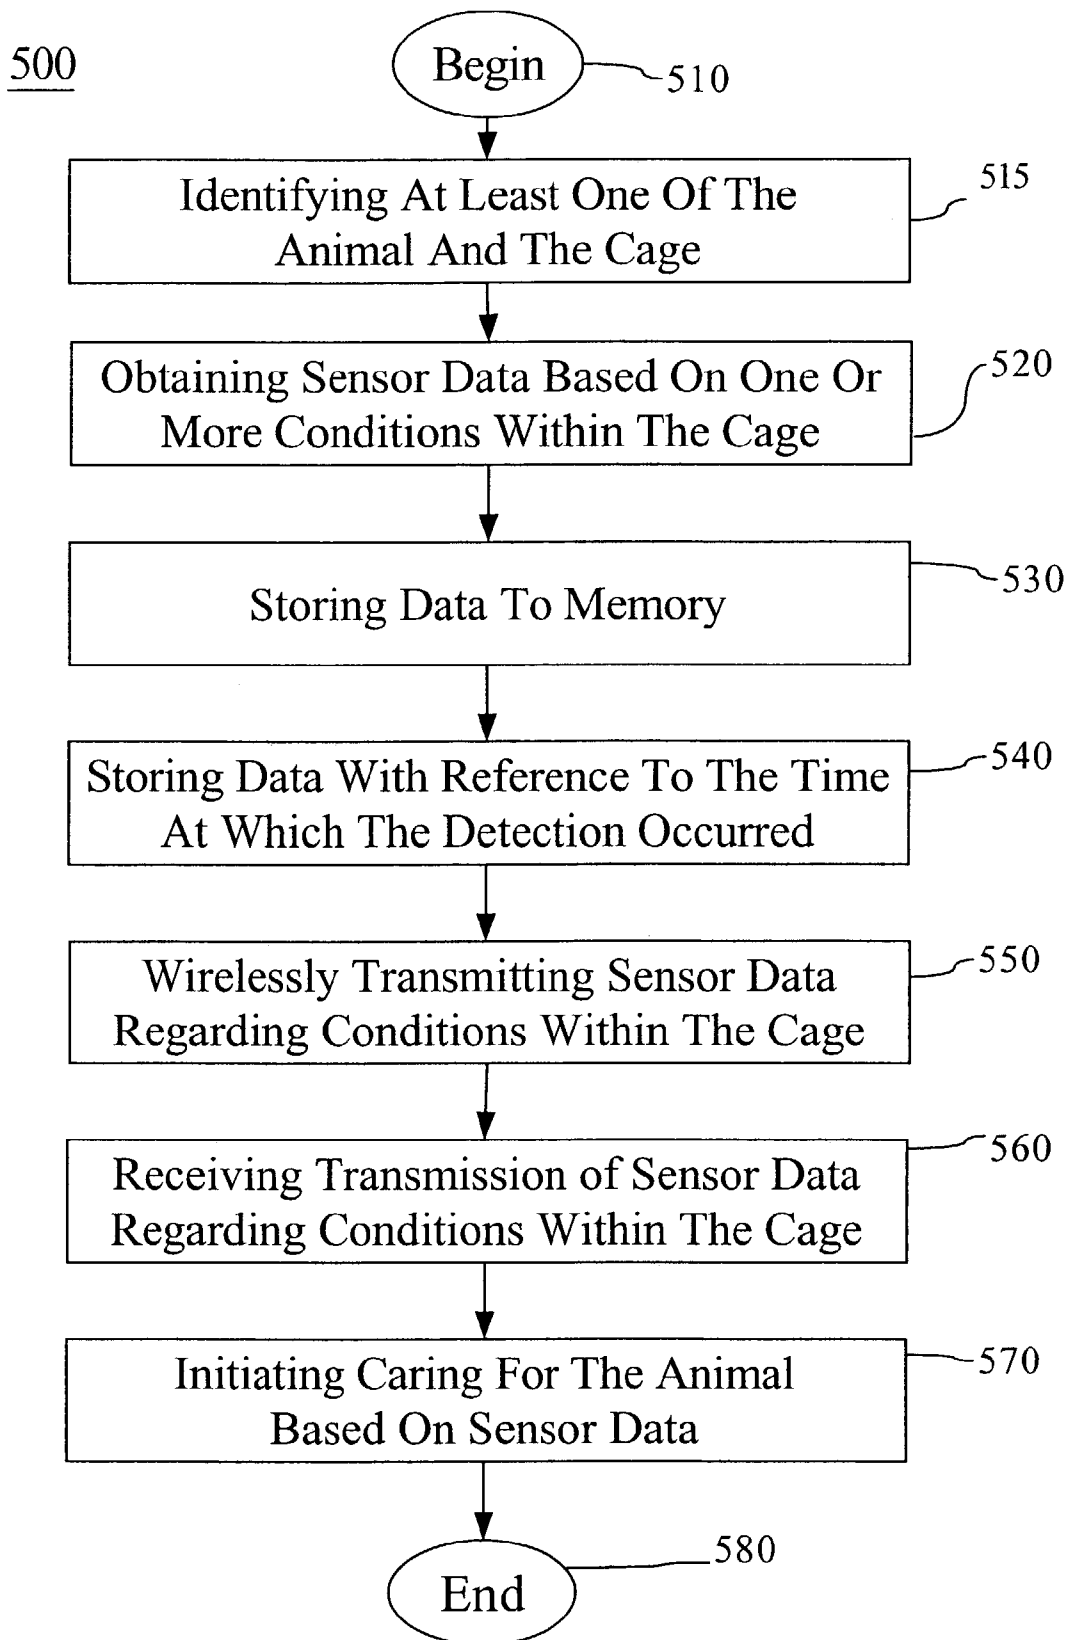 500
Begin
510
Identifying At Least One Of The
Animal And The Cage
515
Obtaining Sensor Data Based On One Or
More Conditions Within The Cage
520
Storing Data To Memory
530
Storing Data With Reference To The Time
At Which The Detection Occurred
540
Wirelessly Transmitting Sensor Data
Regarding Conditions Within The Cage
550
Receiving Transmission of Sensor Data
Regarding Conditions Within The Cage
560
Initiating Caring For The Animal
Based On Sensor Data
570
End
580